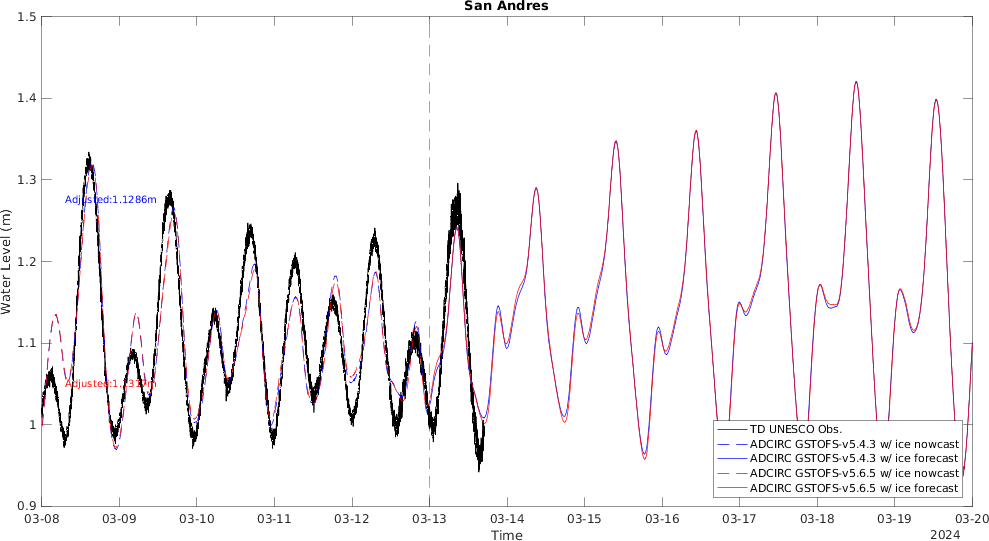 San Andres
1.5
1.4
1.3
1.2
1.1
1
0.9
Water Level (m)
Adjusted:1.1286m
TD UNESCO Obs.
ADCIRC GSTOFS-v5.4.3 w/ ice nowcast
ADCIRC GSTOFS-v5.4.3 w/ ice forecast
ADCIRC GSTOFS-v5.6.5 w/ ice nowcast
ADCIRC GSTOFS-v5.6.5 w/ ice forecast
03-08 03-09 03-10 03-11 03-12 03-13 03-14 03-15 03-16 03-17 03-18 03-19 03-20
Time
2024